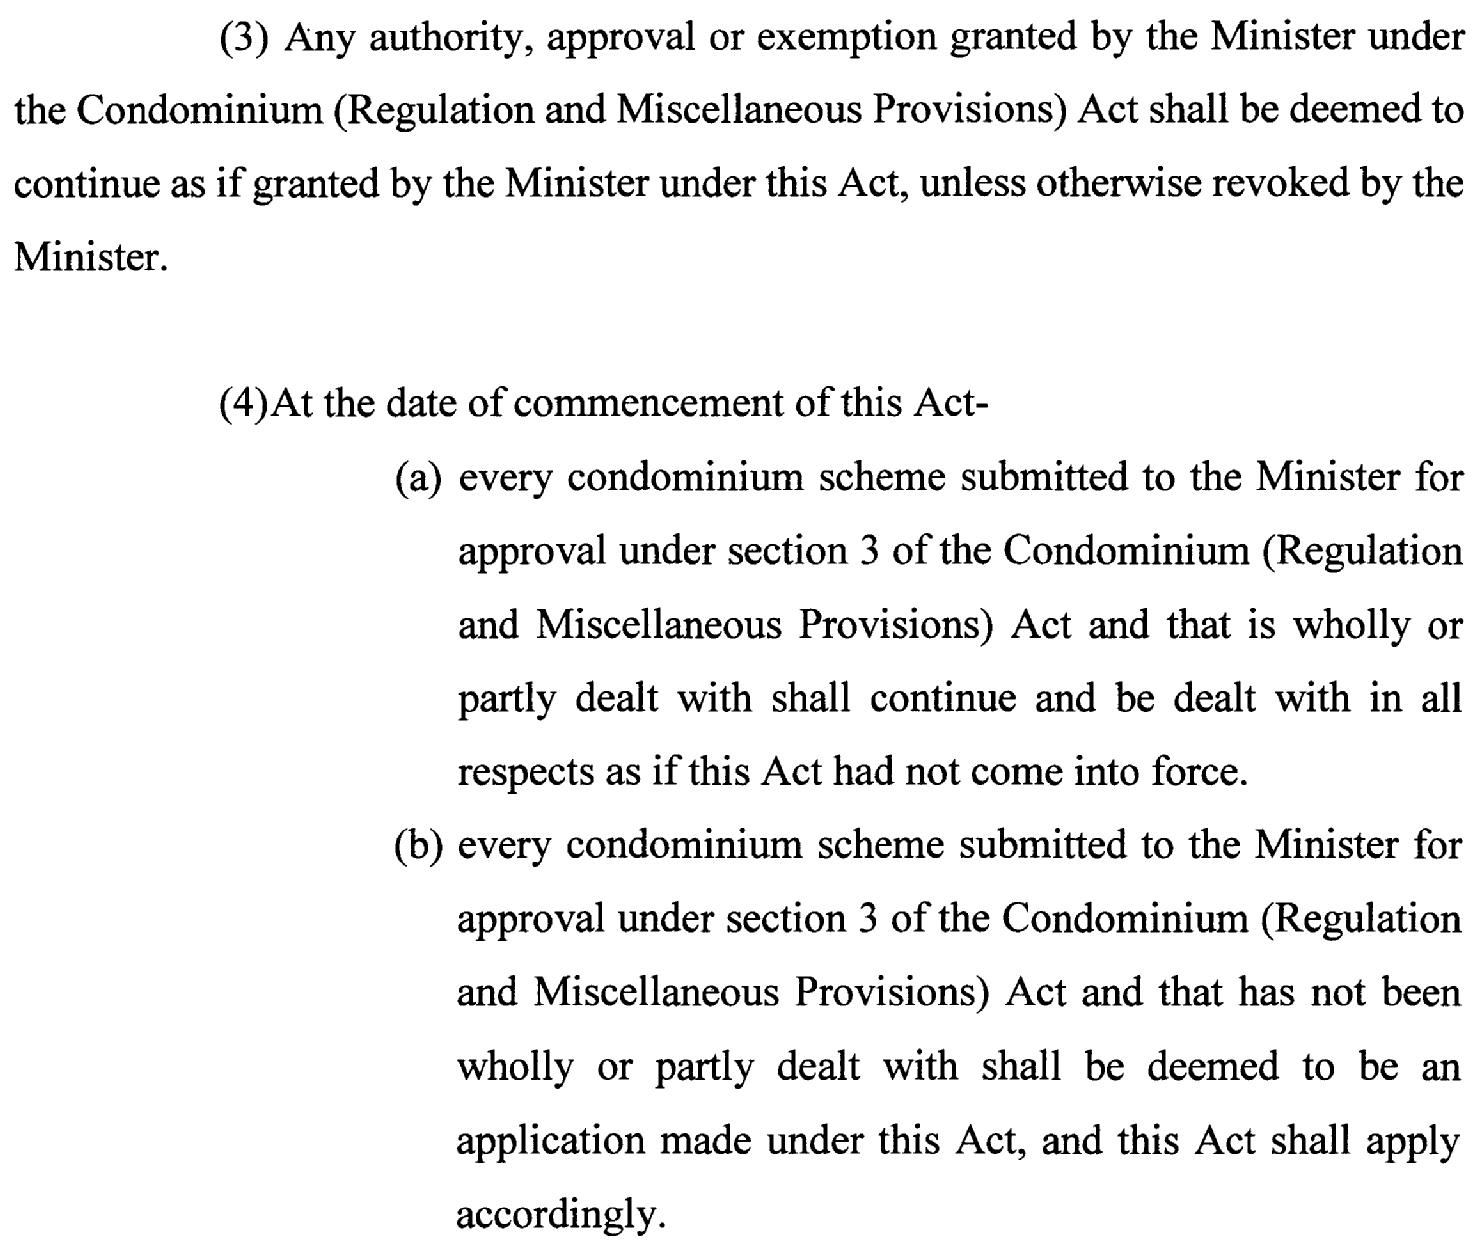 (3) Any authority, approval or exemption granted by the Minister under
the Condominium (Regulation and Miscellaneous Provisions) Act shall be deemed to
continue as if granted by the Minister under this Act, unless otherwise revoked by the
Minister.
(4)At the date of commencement of this Act-
(a) every condominium scheme submitted to the Minister for
approval under section 3 of the Condominium (Regulation
and Miscellaneous Provisions) Act and that is wholly or
partly dealt with shall continue and be dealt with in all
respects as if this Act had not come into force.
(b) every condominium scheme submitted to the Minister for
approval under section 3 of the Condominium (Regulation
and Miscellaneous Provisions) Act and that has not been
wholly or partly dealt with shall be deemed to be an
application made under this Act, and this Act shall apply
accordingly.